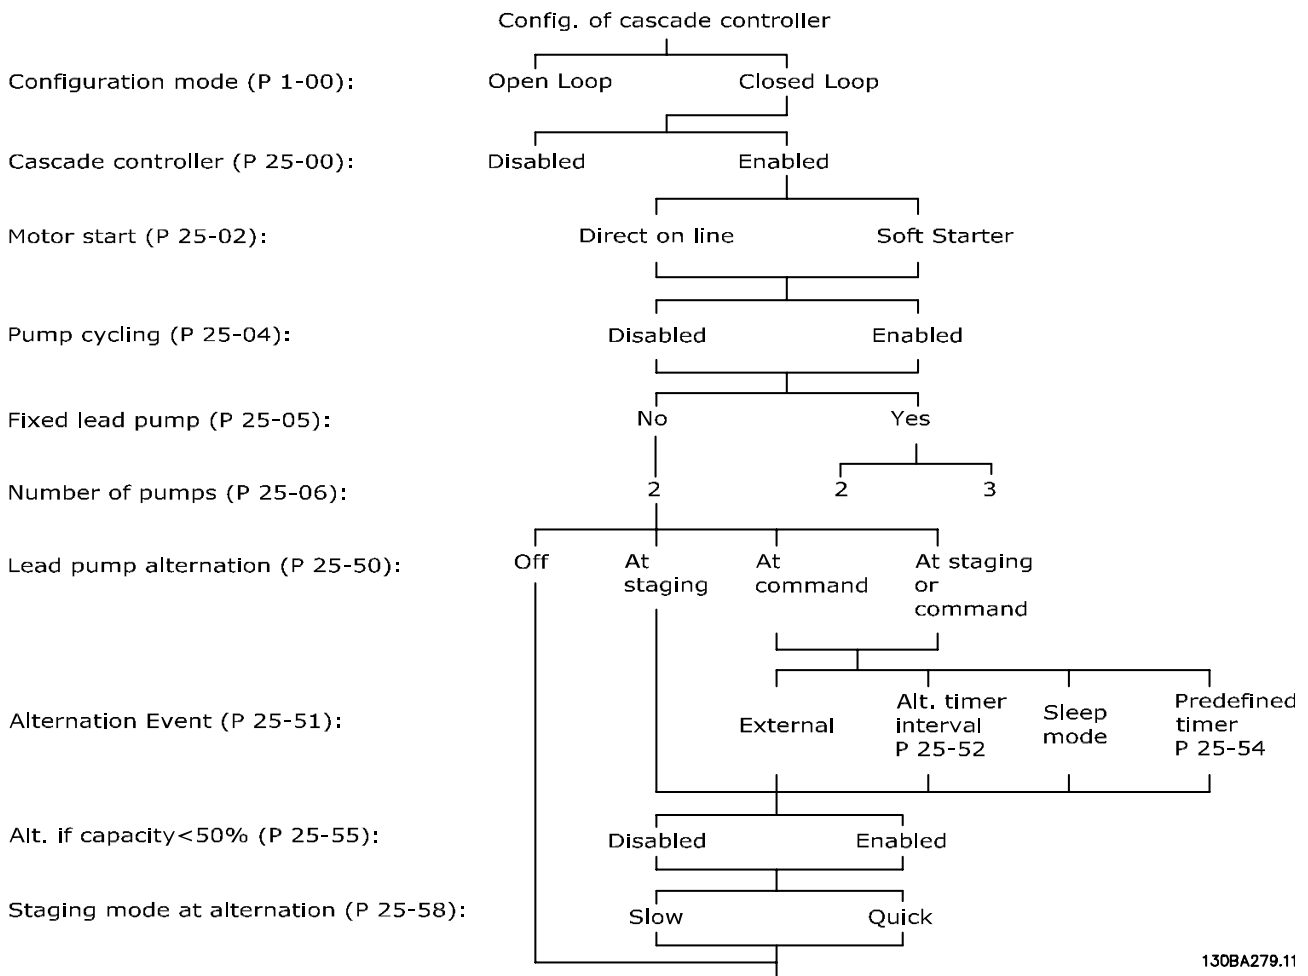 Config. of cascade controller
Configuration mode (P 1-00): Open Loop Closed Loop
Cascade controller (P 25-00): Disabled Enabled
Motor start (P 25-02): Direct on line Soft Starter
Pump cycling (P 25-04): Disabled Enabled
Fixed lead pump (P 25-05): No Yes
Number of pumps (P 25-06): 2 2 3
Lead pump alternation (P 25-50): Off
At
staging
At
command
At staging
or
command
Alternation Event (P 25-51): External
Alt. timer
interval
P 25-52
Sleep
mode
Predefined
timer
P 25-54
Alt. if capacity<50% (P 25-55): Disabled Enabled
Staging mode at alternation (P 25-58): Slow Quick
130BA279.11